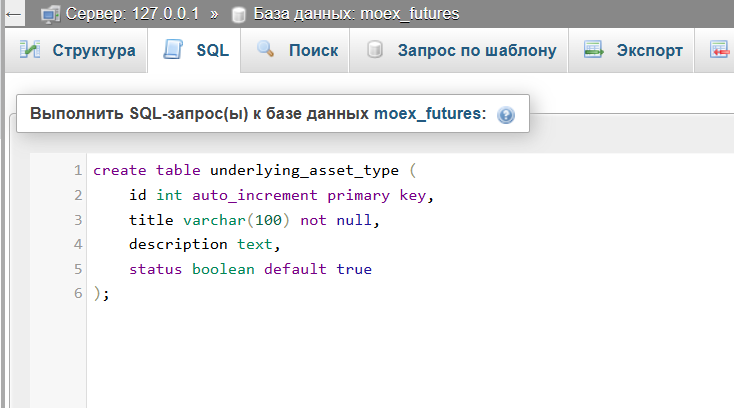 ← Сервер: 127.0.0.1 » База данных: moex_futures
Структура SQL Поиск Запрос по шаблону Экспорт
Выполнить SQL-запрос(ы) к базе данных moex_futures:
1 create table underlying_asset_type (
2 id int auto_increment primary key,
3 title varchar(100) not null,
4 description text,
5 status boolean default true
6 );